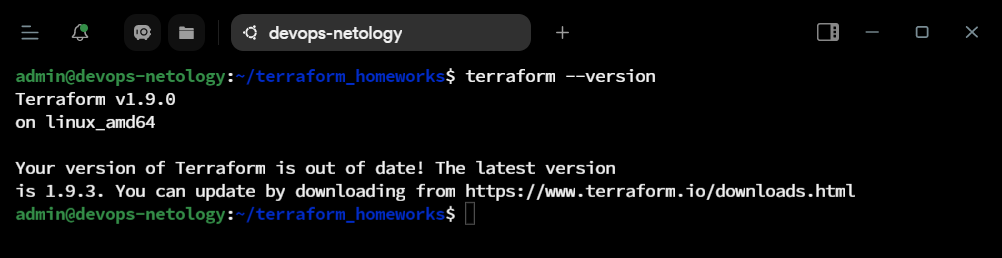 devops-netology
admin@devops-netology:~/terraform_homeworks$ terraform --version
Terraform v1.9.0
on linux_amd64
Your version of Terraform is out of date! The latest version
is 1.9.3. You can update by downloading from https://www.terraform.io/downloads.html
admin@devops-netology:~/terraform_homeworks$